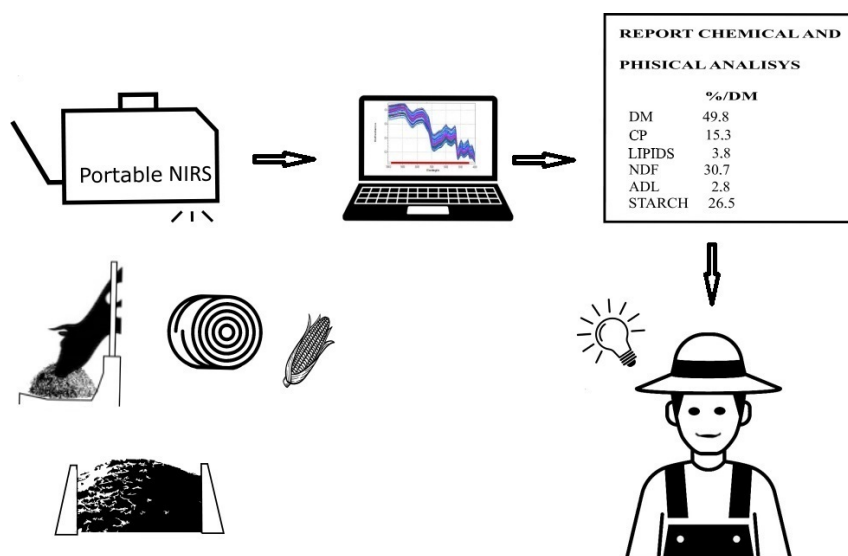 Portable NIRS
REPORT CHEMICAL AND
PHISICAL ANALISYS
%/DM
DM 49.8
CP 15.3
LIPIDS 3.8
NDF 30.7
ADL 2.8
STARCH 26.5